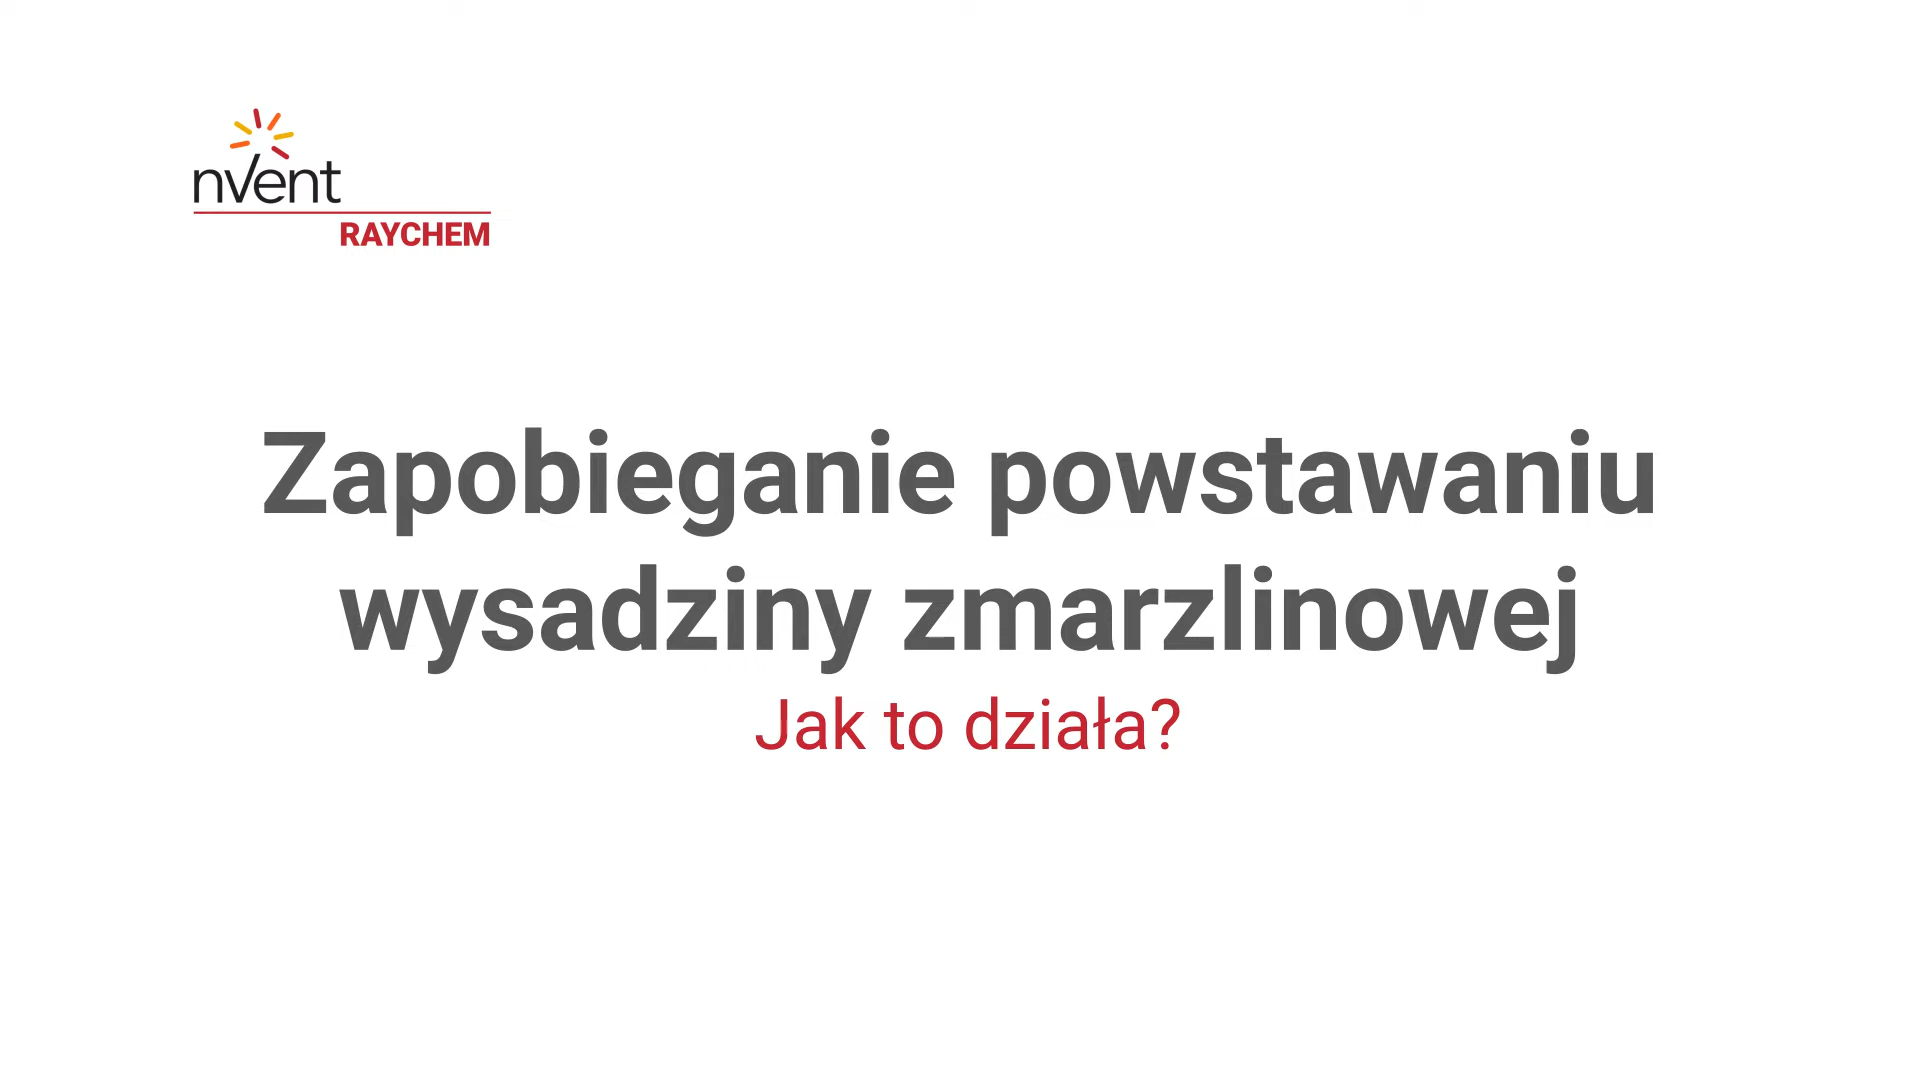 nvent
RAYCHEM
Zapobieganie powstawaniu
wysadziny zmarzlinowej
Jak to działa?